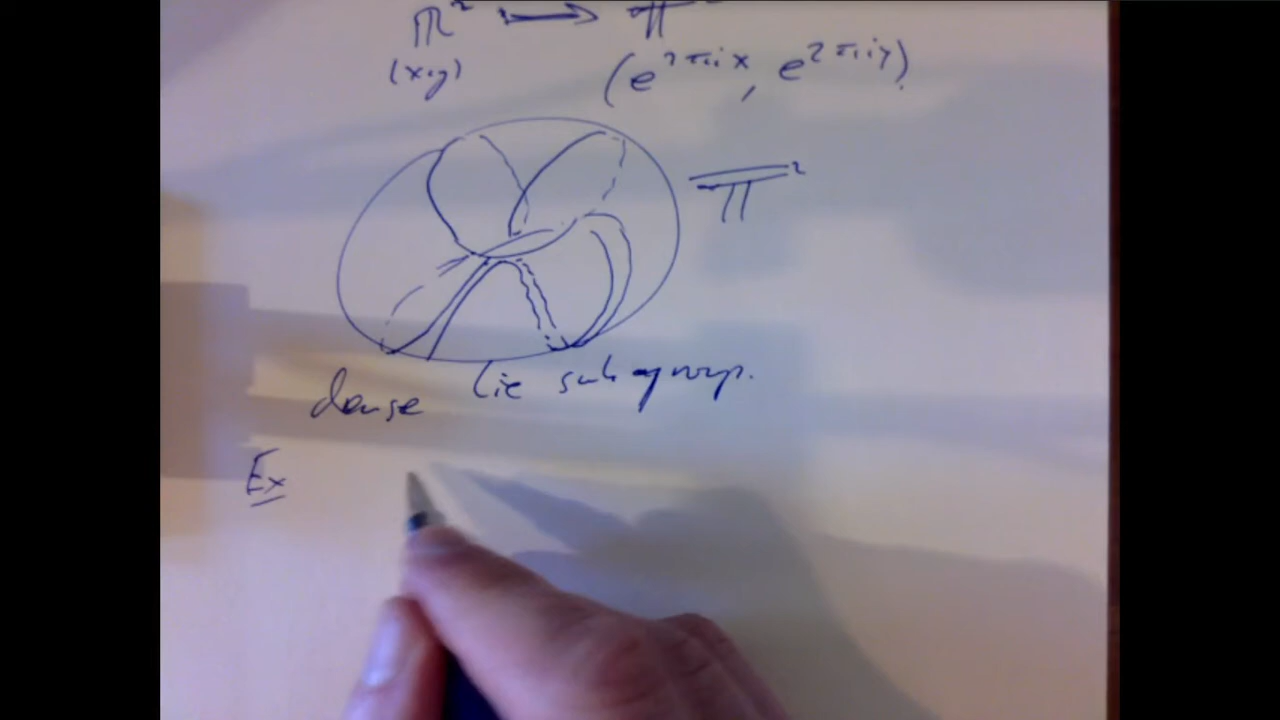 ℝ² ⟼ 𝕋²
(x,y) (e^{2πix}, e^{2πiy}).
𝕋²
dense Lie subgroup.
Ex